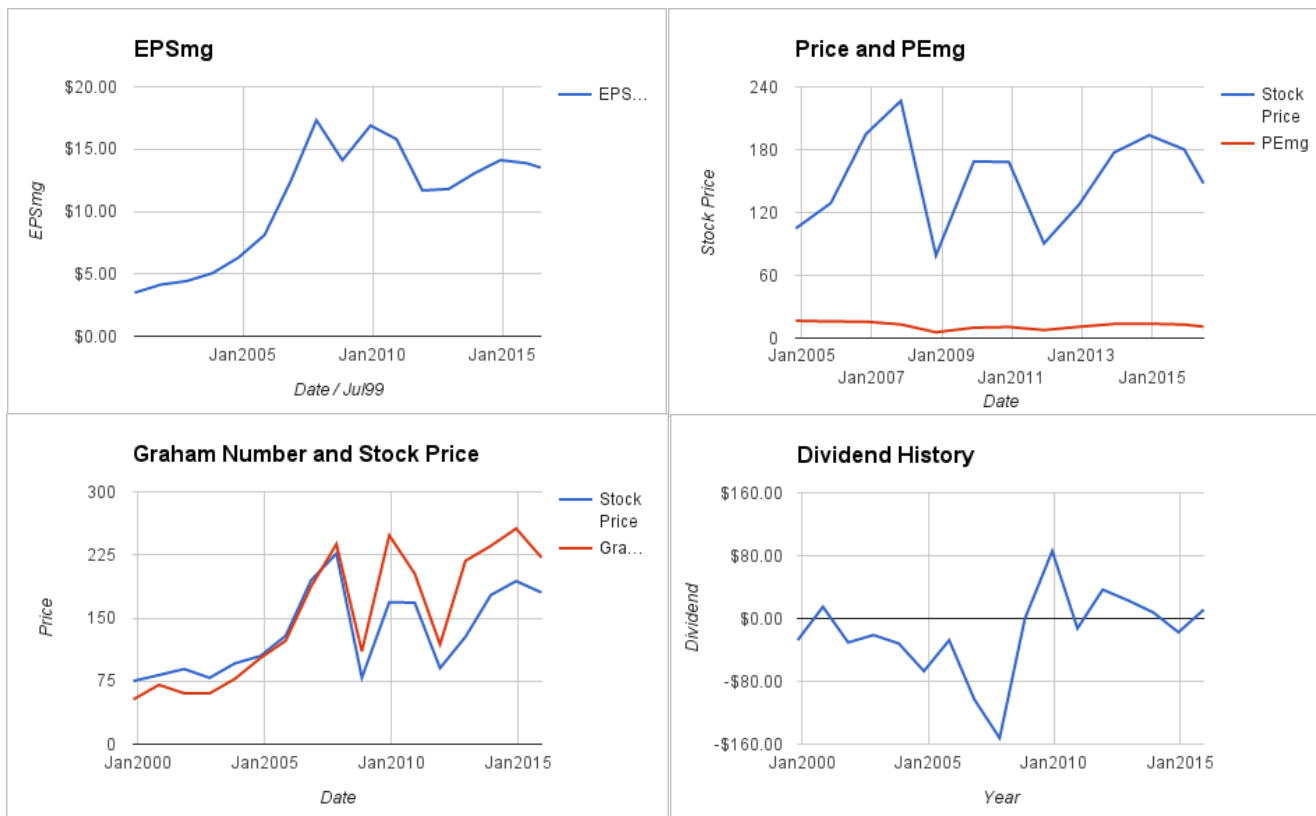 EPSmg
$20.00
$15.00
$10.00
$5.00
$0.00
EPSmg
EPS...
Jan2005
Jan2010
Jan2015
Date / Jul99
Price and PEmg
240
180
120
60
0
Stock Price
Stock
Price
PEmg
Jan2005
Jan2009
Jan2013
Jan2007
Jan2011
Jan2015
Date
Graham Number and Stock Price
300
225
150
75
0
Price
Stock
Price
Gra...
Jan2000
Jan2005
Jan2010
Jan2015
Date
Dividend History
$160.00
$80.00
$0.00
-$80.00
-$160.00
Dividend
Jan2000
Jan2005
Jan2010
Jan2015
Year